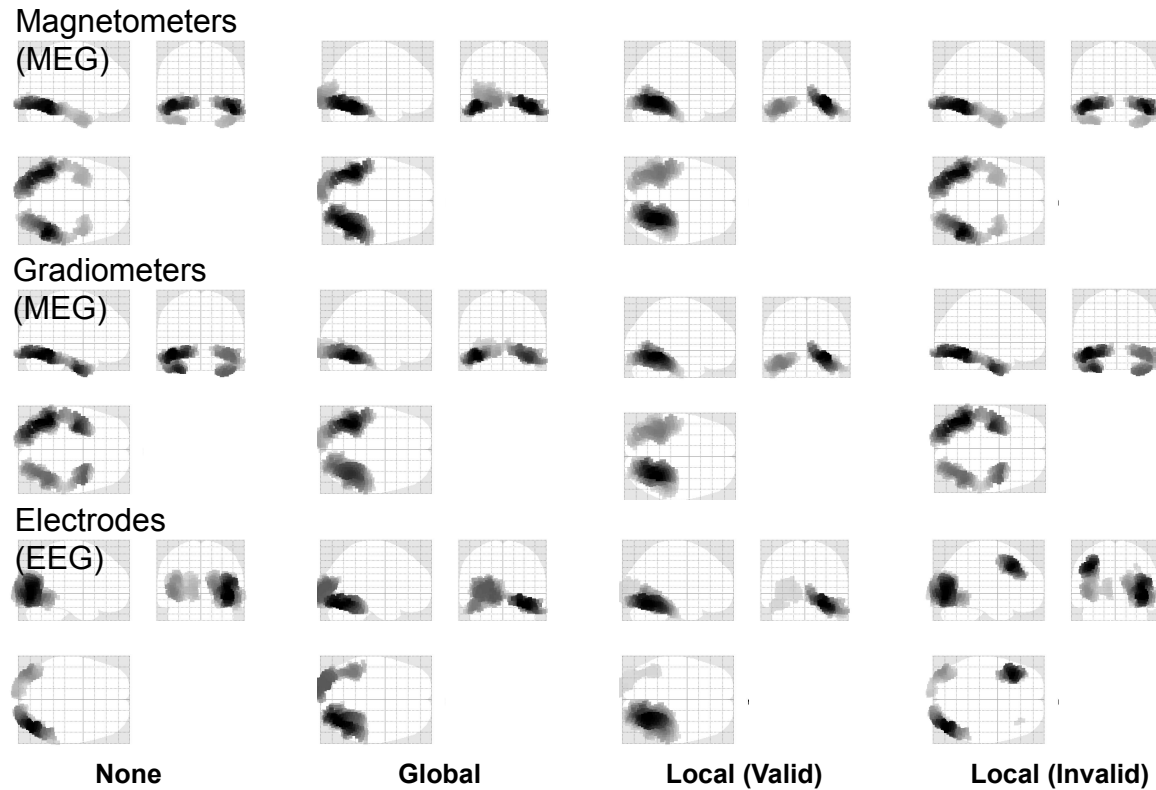 Magnetometers
(MEG)
Gradiometers
(MEG)
Electrodes
(EEG)
None
Global
Local (Valid)
Local (Invalid)